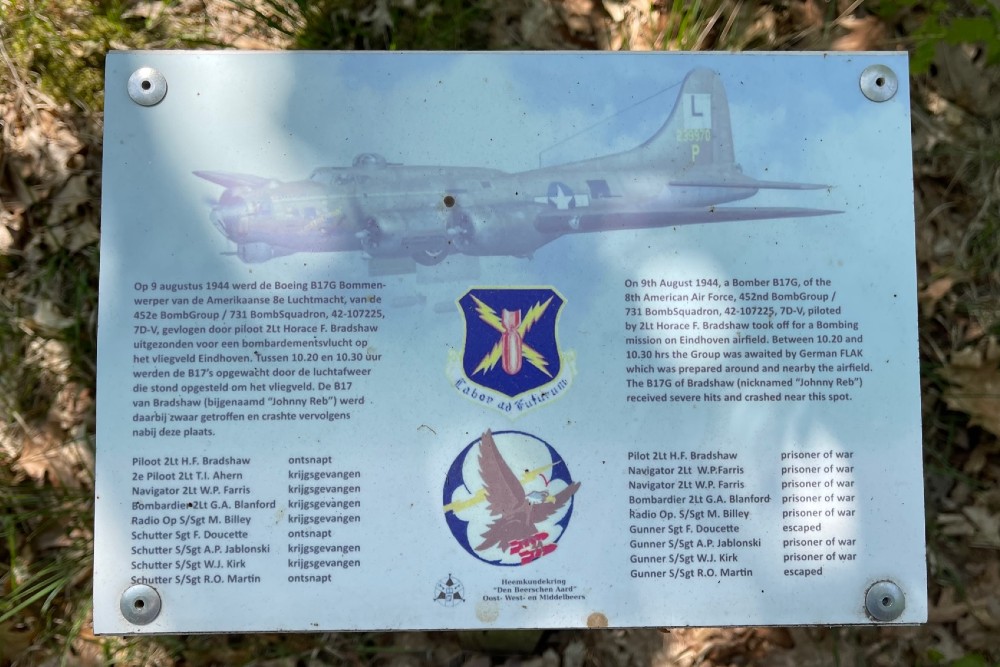 L
P
Op 9 augustus 1944 werd de Boeing B17G Bommen-
werper van de Amerikaanse 8e Luchtmacht, van de
452e BombGroup / 731 BombSquadron, 42-107225,
7D-V, gevlogen door piloot 2Lt Horace F. Bradshaw
uitgezonden voor een bombardementsvlucht op
het vliegveld Eindhoven. Tussen 10.20 en 10.30 uur
werden de B17's opgewacht door de luchtafweer
die stond opgesteld om het vliegveld. De B17
van Bradshaw (bijgenaamd "Johnny Reb") werd
daarbij zwaar getroffen en crashte vervolgens
nabij deze plaats.
Piloot 2Lt H.F. Bradshaw ontsnapt
2e Piloot 2Lt T.I. Ahern krijgsgevangen
Navigator 2Lt W.P. Farris krijgsgevangen
Bombardier 2Lt G.A. Blanford krijgsgevangen
Radio Op S/Sgt M. Billey krijgsgevangen
Schutter Sgt F. Doucette ontsnapt
Schutter S/Sgt A.P. Jablonski krijgsgevangen
Schutter S/Sgt W.J. Kirk krijgsgevangen
Schutter S/Sgt R.O. Martin ontsnapt
Labor ad Futurum
Heemkundekring
"Den Beerschen Aard"
Oost- West- en Middelbeers
On 9th August 1944, a Bomber B17G, of the
8th American Air Force, 452nd BombGroup /
731 BombSquadron, 42-107225, 7D-V, piloted
by 2Lt Horace F. Bradshaw took off for a Bombing
mission on Eindhoven airfield. Between 10.20 and
10.30 hrs the Group was awaited by German FLAK
which was prepared around and nearby the airfield.
The B17G of Bradshaw (nicknamed "Johnny Reb")
received severe hits and crashed near this spot.
Pilot 2Lt H.F. Bradshaw prisoner of war
Navigator 2Lt W.P.Farris prisoner of war
Navigator 2Lt W.P. Farris prisoner of war
Bombardier 2Lt G.A. Blanford prisoner of war
Radio Op. S/Sgt M. Billey prisoner of war
Gunner Sgt F. Doucette escaped
Gunner S/Sgt A.P. Jablonski prisoner of war
Gunner S/Sgt W.J. Kirk prisoner of war
Gunner S/Sgt R.O. Martin escaped